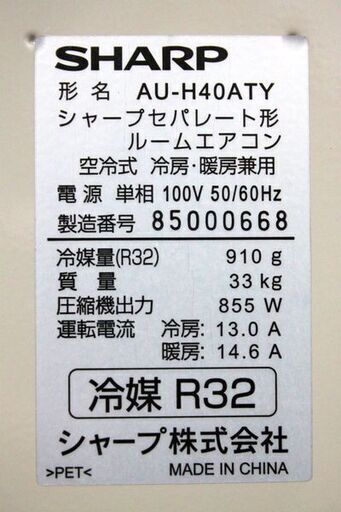 SHARP
形 名 AU-H40ATY
シャープセパレート形
ルームエアコン
空冷式 冷房・暖房兼用
電 源 単相 100V 50/60Hz
製造番号 85000668
冷媒量(R32) 910 g
質 量 33 kg
圧縮機出力 855 W
運転電流 冷房: 13.0 A
暖房: 14.6 A
冷媒 R32
シャープ株式会社
>PET< MADE IN CHINA